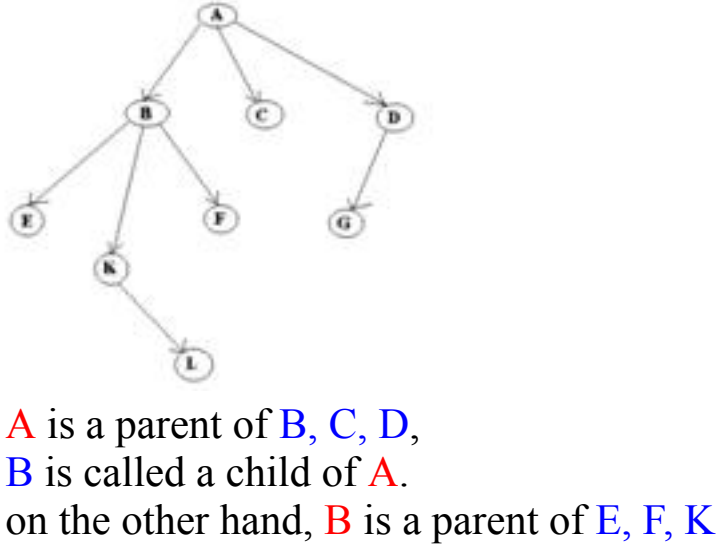 A
B
C
D
E
F
G
K
L
A is a parent of B, C, D,
B is called a child of A.
on the other hand, B is a parent of E, F, K